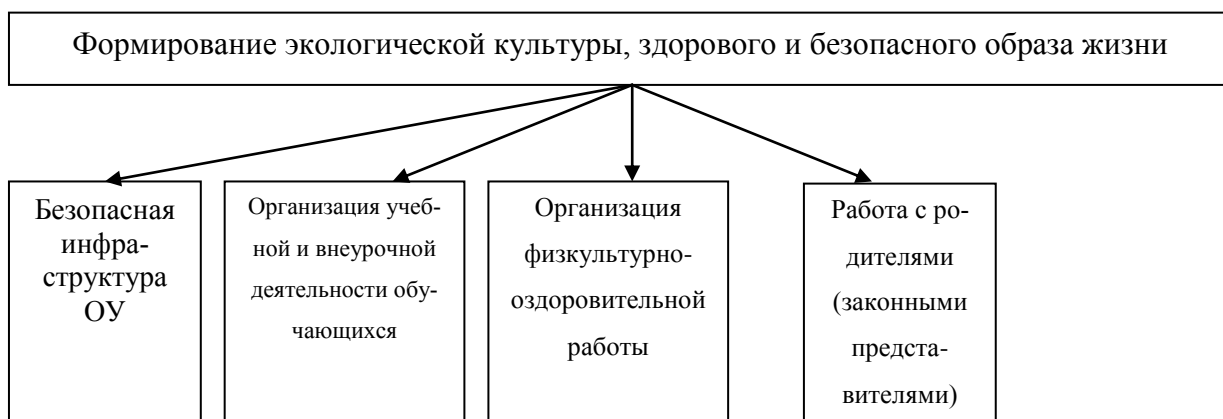 Формирование экологической культуры, здорового и безопасного образа жизни
Безопасная
инфра-
структура
ОУ
Организация учеб-
ной и внеурочной
деятельности обу-
чающихся
Организация
физкультурно-
оздоровительной
работы
Работа с ро-
дителями
(законными
предста-
вителями)